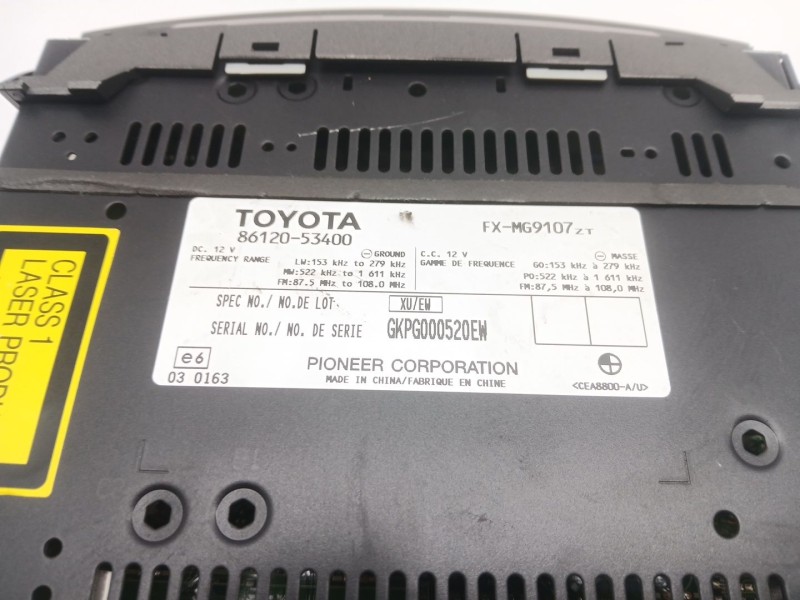 TOYOTA
86120-53400
FX-MG9107ZT
DC. 12 V
⊖GROUND
FREQUENCY RANGE LW:153 kHz to 279 kHz
MW:522 kHz to 1 611 kHz
FM:87.5 MHz to 108.0 MHz
C.C. 12 V
⊖ MASSE
GAMME DE FREQUENCE GO:153 kHz à 279 kHz
PO:522 kHz à 1 611 kHz
FM:87,5 MHz à 108,0 MHz
SPEC NO./ NO.DE LOT XU/EW
SERIAL NO./ NO. DE SERIE GKPG000520EW
e6
03 0163
PIONEER CORPORATION
MADE IN CHINA/FABRIQUE EN CHINE
<CEA8800-A/U>
CLASS 1
LASER PRODU